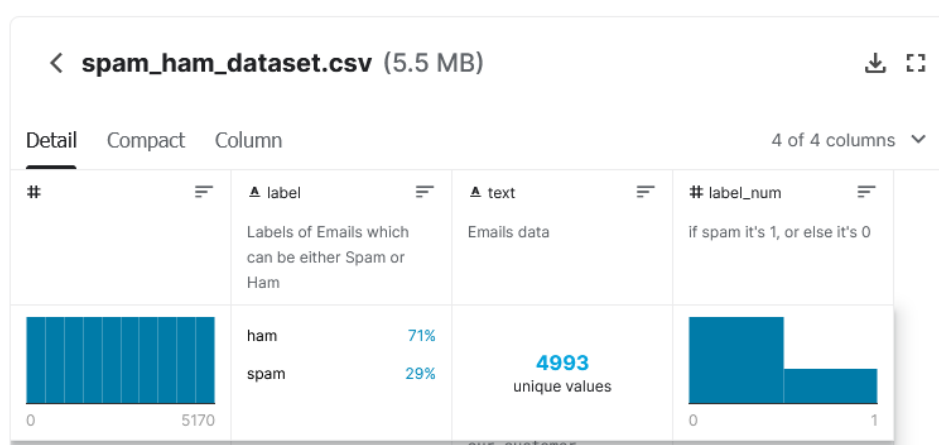 spam_ham_dataset.csv (5.5 MB)
Detail Compact Column 4 of 4 columns
# label text # label_num
Labels of Emails which
can be either Spam or
Ham
Emails data
if spam it's 1, or else it's 0
ham 71%
spam 29%
4993
unique values
0 5170
0 1